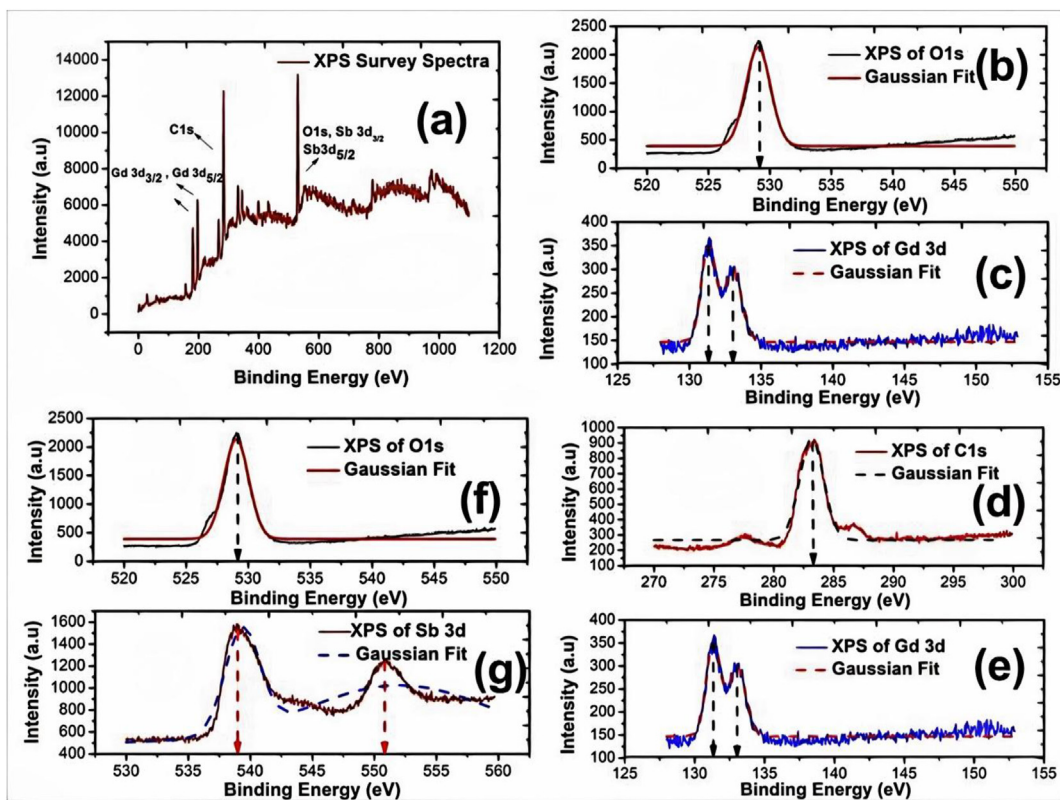 14000
12000
10000
8000
6000
4000
2000
0
Intensity (a.u)
XPS Survey Spectra
(a)
C1s
O1s, Sb 3d3/2
Sb3d5/2
Gd 3d3/2 , Gd 3d5/2
0 200 400 600 800 1000 1200
Binding Energy (eV)
2500
2000
1500
1000
500
0
Intensity (a.u)
XPS of O1s
Gaussian Fit
(b)
520 525 530 535 540 545 550
Binding Energy (eV)
400
350
300
250
200
150
100
Intensity (a.u)
XPS of Gd 3d
Gaussian Fit
(c)
125 130 135 140 145 150 155
Binding Energy (eV)
2500
2000
1500
1000
500
0
Intensity (a.u)
XPS of O1s
Gaussian Fit
(f)
520 525 530 535 540 545 550
Binding Energy (eV)
900
800
700
600
500
400
300
200
100
Intensity (a.u)
XPS of C1s
Gaussian Fit
(d)
270 275 280 285 290 295 300
Binding Energy (eV)
1600
1400
1200
1000
800
600
400
Intensity (a.u)
XPS of Sb 3d
Gaussian Fit
(g)
530 535 540 545 550 555 560
Binding Energy (eV)
400
350
300
250
200
150
100
Intensity (a.u)
XPS of Gd 3d
Gaussian Fit
(e)
125 130 135 140 145 150 155
Binding Energy (eV)